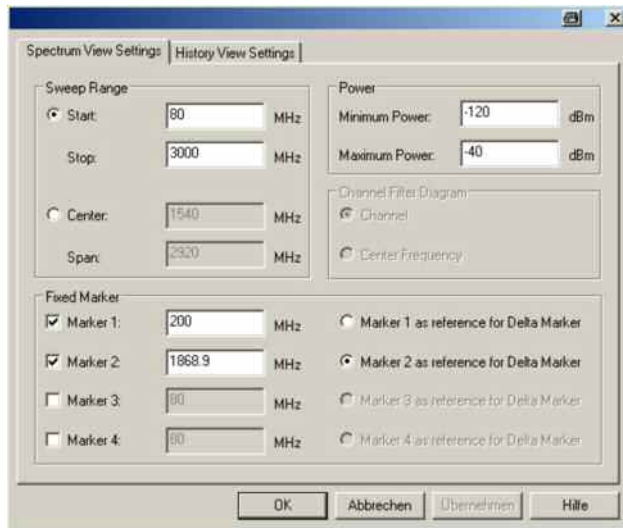 Spectrum View Settings History View Settings
Sweep Range
Start: 80 MHz
Stop: 3000 MHz
Center: 1540 MHz
Span: 2920 MHz
Power
Minimum Power: -120 dBm
Maximum Power: -40 dBm
Channel Filter Diagram
Channel
Center Frequency
Fixed Marker
Marker 1: 200 MHz Marker 1 as reference for Delta Marker
Marker 2: 1868.9 MHz Marker 2 as reference for Delta Marker
Marker 3: 80 MHz Marker 3 as reference for Delta Marker
Marker 4: 80 MHz Marker 4 as reference for Delta Marker
OK Abbrechen Übernehmen Hilfe